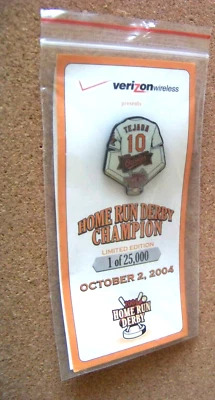 verizonwireless
presents
TEJADA
10
HOME RUN DERBY
CHAMPION
LIMITED EDITION
1 of 25,000
OCTOBER 2, 2004
HOME RUN
DERBY